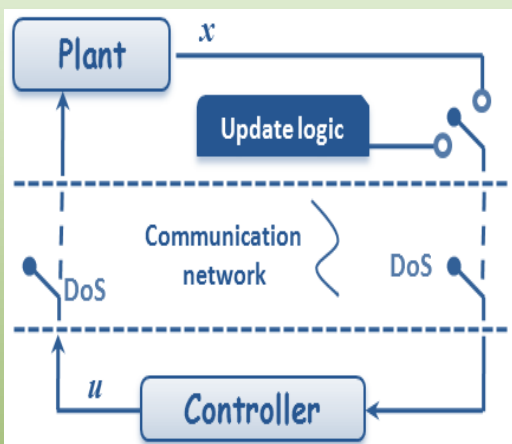 Plant
x
Update logic
Communication
network
DoS
DoS
u
Controller